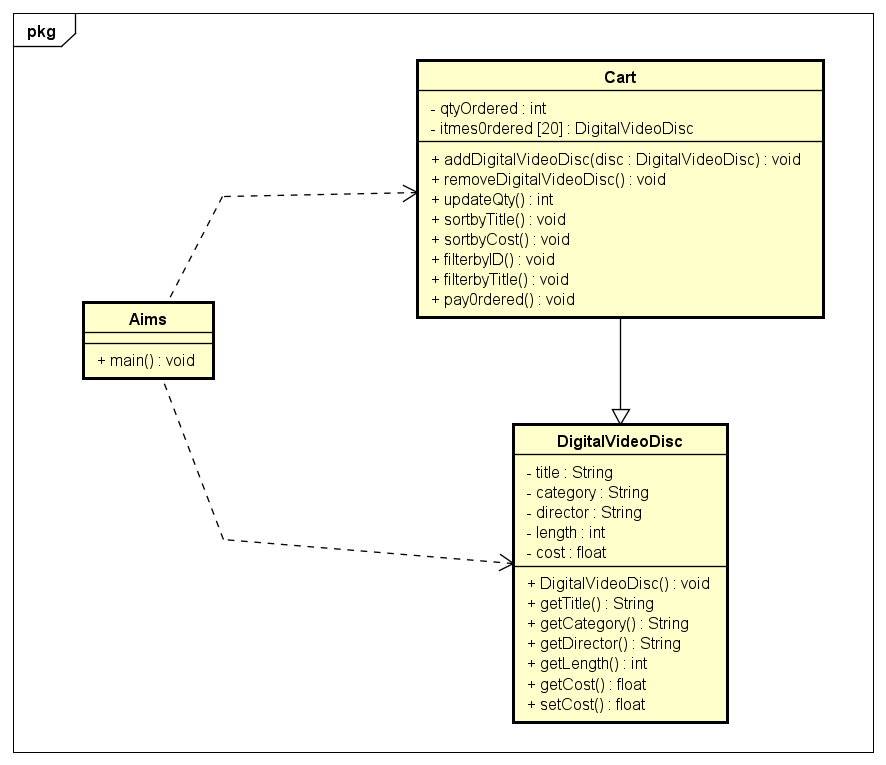 pkg
Cart
- qtyOrdered : int
- itmes0rdered [20] : DigitalVideoDisc
+ addDigitalVideoDisc(disc : DigitalVideoDisc) : void
+ removeDigitalVideoDisc() : void
+ updateQty() : int
+ sortbyTitle() : void
+ sortbyCost() : void
+ filterbyID() : void
+ filterbyTitle() : void
+ pay0rdered() : void
Aims
+ main() : void
DigitalVideoDisc
- title : String
- category : String
- director : String
- length : int
- cost : float
+ DigitalVideoDisc() : void
+ getTitle() : String
+ getCategory() : String
+ getDirector() : String
+ getLength() : int
+ getCost() : float
+ setCost() : float